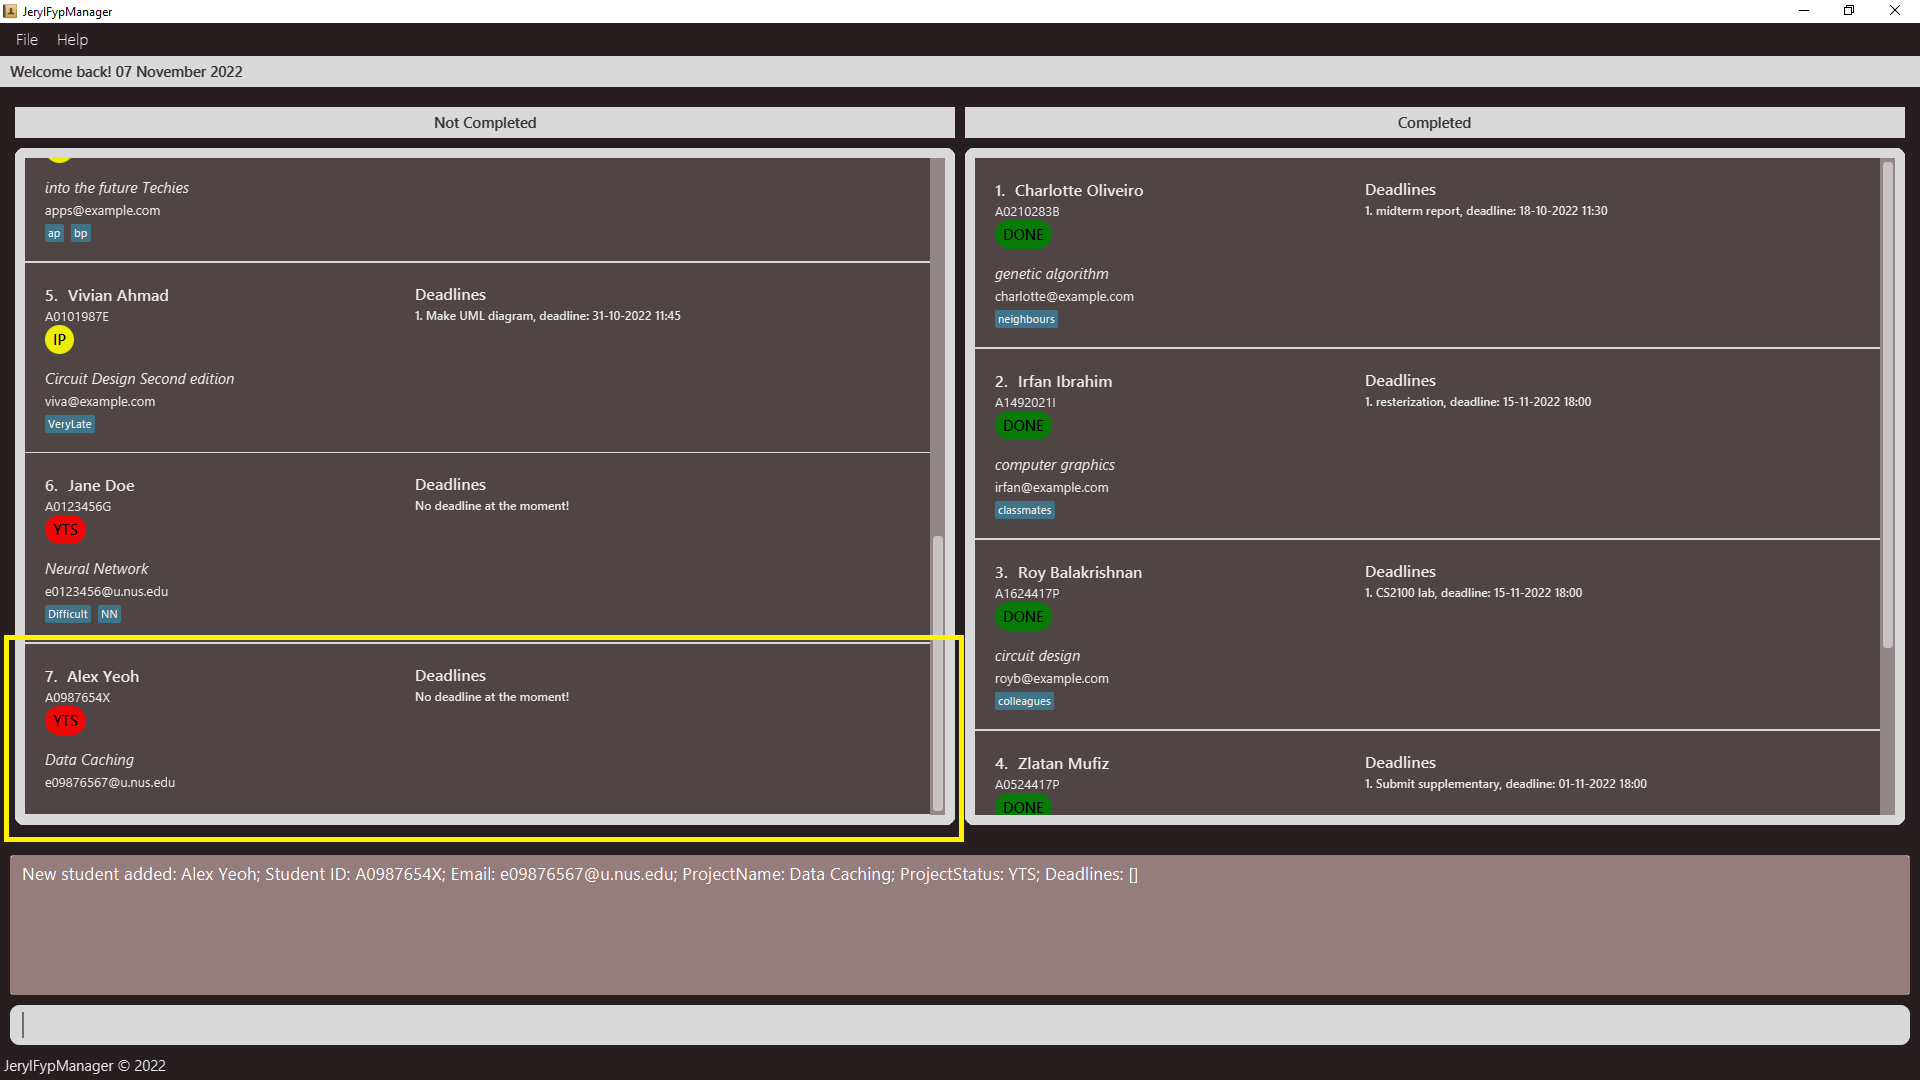 JerylFypManager
File Help
Welcome back! 07 November 2022
Not Completed
into the future Techies
apps@example.com
ap bp
5. Vivian Ahmad
A0101987E
IP
Circuit Design Second edition
viva@example.com
VeryLate
Deadlines
1. Make UML diagram, deadline: 31-10-2022 11:45
6. Jane Doe
A0123456G
YTS
Neural Network
e0123456@u.nus.edu
Difficult NN
Deadlines
No deadline at the moment!
7. Alex Yeoh
A0987654X
YTS
Data Caching
e09876567@u.nus.edu
Deadlines
No deadline at the moment!
Completed
1. Charlotte Oliveiro
A0210283B
DONE
genetic algorithm
charlotte@example.com
neighbours
Deadlines
1. midterm report, deadline: 18-10-2022 11:30
2. Irfan Ibrahim
A1492021I
DONE
computer graphics
irfan@example.com
classmates
Deadlines
1. resterization, deadline: 15-11-2022 18:00
3. Roy Balakrishnan
A1624417P
DONE
circuit design
royb@example.com
colleagues
Deadlines
1. CS2100 lab, deadline: 15-11-2022 18:00
4. Zlatan Mufiz
A0524417P
DONE
Deadlines
1. Submit supplementary, deadline: 01-11-2022 18:00
New student added: Alex Yeoh; Student ID: A0987654X; Email: e09876567@u.nus.edu; ProjectName: Data Caching; ProjectStatus: YTS; Deadlines: []
JerylFypManager © 2022